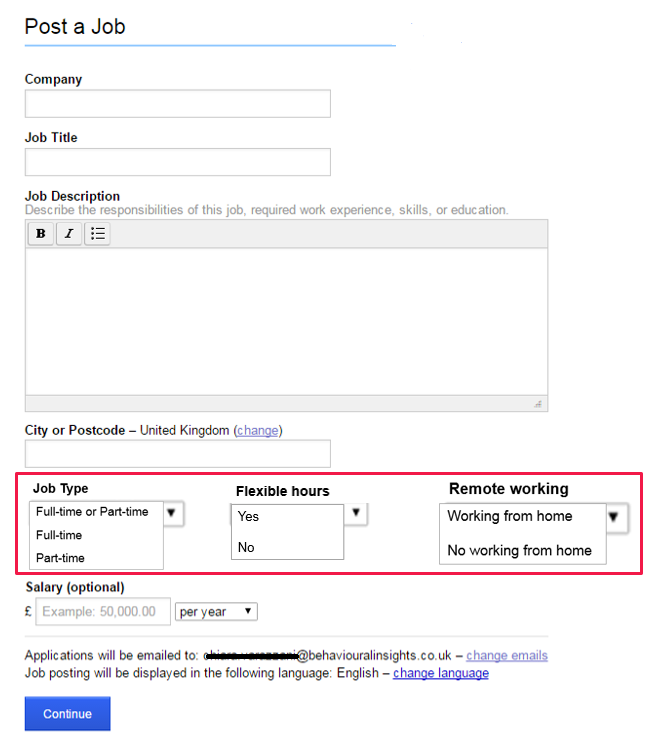 Post a Job
Company
Job Title
Job Description
Describe the responsibilities of this job, required work experience, skills, or education.
B I
City or Postcode – United Kingdom (change)
Job Type Flexible hours Remote working
Full-time or Part-time Yes Working from home
Full-time
Part-time No No working from home
Salary (optional)
£ Example: 50,000.00 per year
Applications will be emailed to: @behaviouralinsights.co.uk – change emails
Job posting will be displayed in the following language: English – change language
Continue